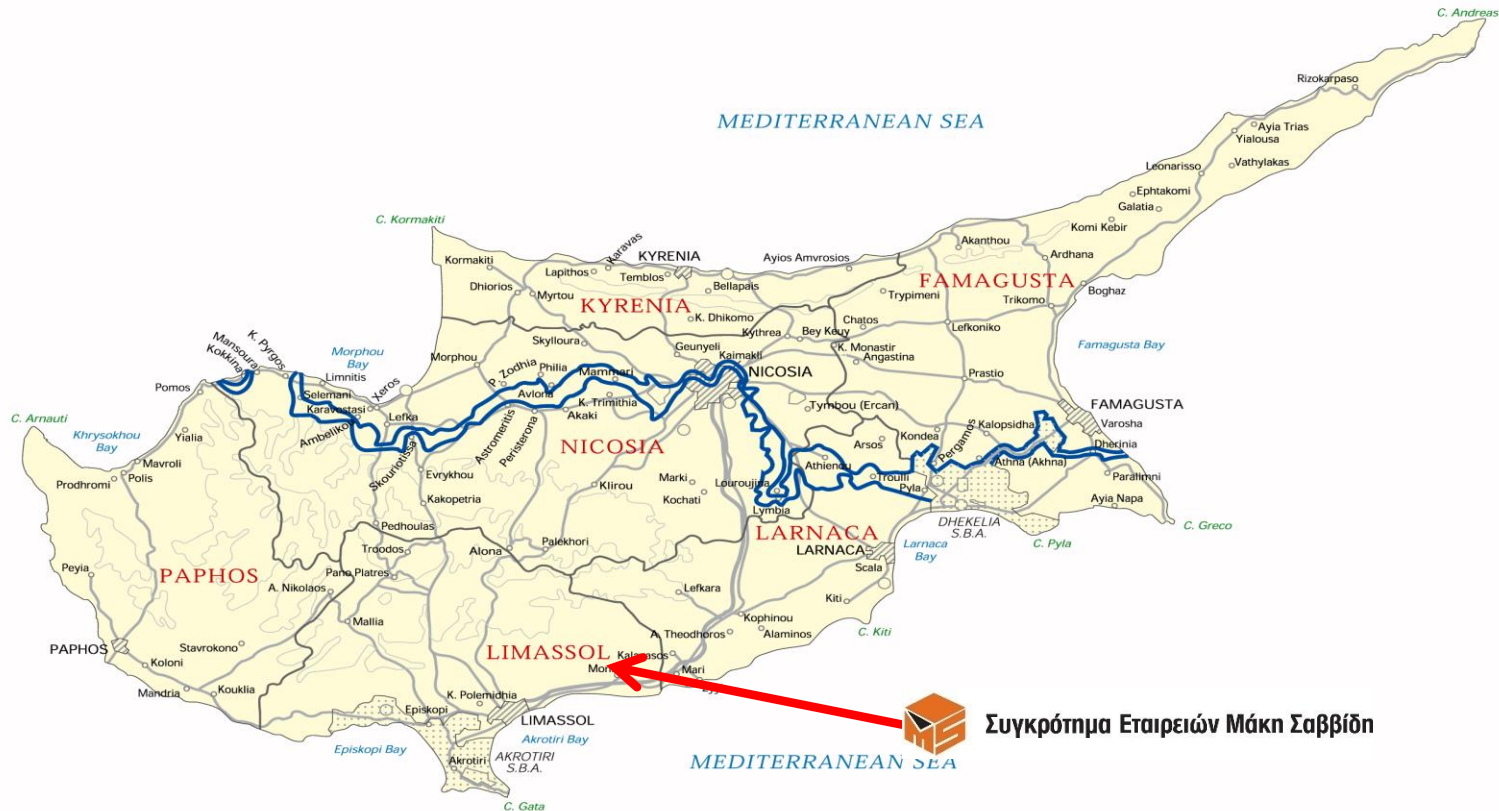 C. Andreas
Rizokarpaso
MEDITERRANEAN SEA
Ayia Trias
Yialousa
Leonarisso
Vathylakas
Ephtakomi
Galatia
C. Kormakiti
Komi Kebir
Karavas
KYRENIA
Akanthou
Kormakiti
Lapithos
Temblos
Ayios Amvrosios
Ardhana
FAMAGUSTA
Dhiorios
Myrtou
Bellapais
Trypimeni
Boghaz
KYRENIA
Trikomo
K. Dhikomo
Chatos
Lefkoniko
Kythrea
Bey Keuy
K. Pyrgos
Mansoura
Kokkina
Morphou
Bay
Skylloura
Geunyeli
Kaimakli
K. Monastir
Angastina
Famagusta Bay
Morphou
P. Zodhia
Philia
Mammari
NICOSIA
Prastio
Pomos
Limnitis
Xeros
Selemani
Karavostasi
Avlona
K. Trimithia
Tymbou (Ercan)
FAMAGUSTA
Varosha
C. Arnauti
Lefka
Akaki
Ambelikou
Astromeritis
Peristerona
Kondea
Kalopsidha
Khrysokhou
Bay
Yialia
NICOSIA
Arsos
Pergamos
Dherinia
Skouriotissa
Athienou
Athna (Akhna)
Mavroli
Polis
Prodhromi
Evrykhou
Marki
Troulli
Paralimni
Klirou
Louroujina
Pyla
Kakopetria
Kochati
Ayia Napa
Lymbia
DHEKELIA
S.B.A.
C. Greco
Pedhoulas
LARNACA
Larnaca
Bay
C. Pyla
Troodos
Alona
Palekhori
LARNACA
Scala
Peyia
PAPHOS
Pano Platres
A. Nikolaos
Lefkara
Kiti
Mallia
Kophinou
C. Kiti
A. Theodhoros
Alaminos
PAPHOS
Stavrokono
LIMASSOL
Koloni
Mari
Mandria
Kouklia
K. Polemidhia
Episkopi
LIMASSOL
Συγκρότημα Εταιρειών Μάκη Σαββίδη
Episkopi Bay
Akrotiri Bay
MEDITERRANEAN SEA
Akrotiri
AKROTIRI
S.B.A.
C. Gata
MS